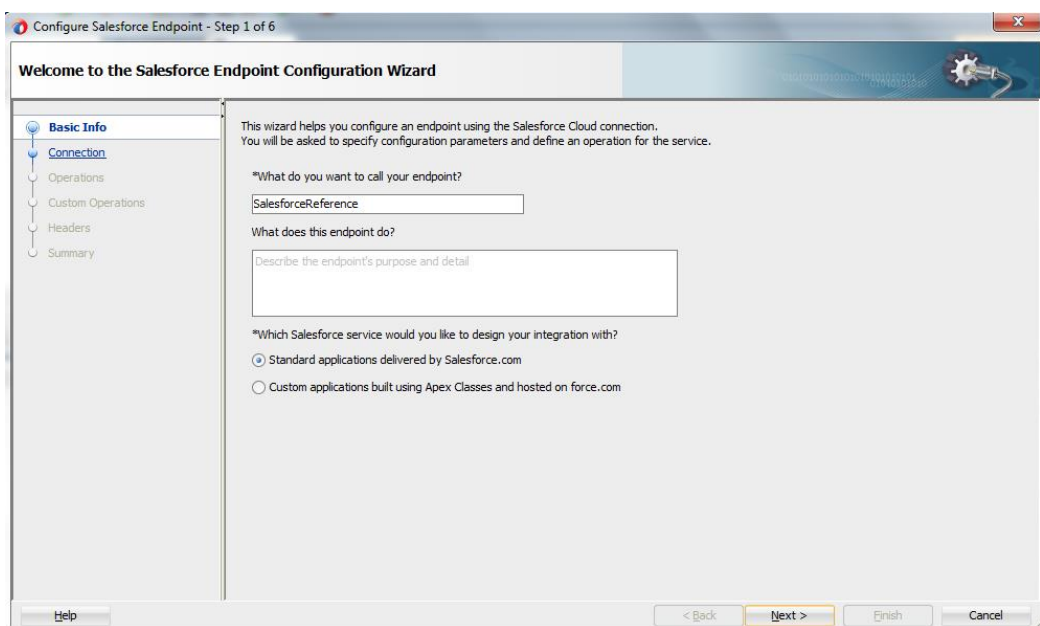 Configure Salesforce Endpoint - Step 1 of 6
Welcome to the Salesforce Endpoint Configuration Wizard
Basic Info
Connection
Operations
Custom Operations
Headers
Summary
This wizard helps you configure an endpoint using the Salesforce Cloud connection.
You will be asked to specify configuration parameters and define an operation for the service.
*What do you want to call your endpoint?
SalesforceReference
What does this endpoint do?
Describe the endpoint's purpose and detail
*Which Salesforce service would you like to design your integration with?
Standard applications delivered by Salesforce.com
Custom applications built using Apex Classes and hosted on force.com
Help
< Back
Next >
Finish
Cancel